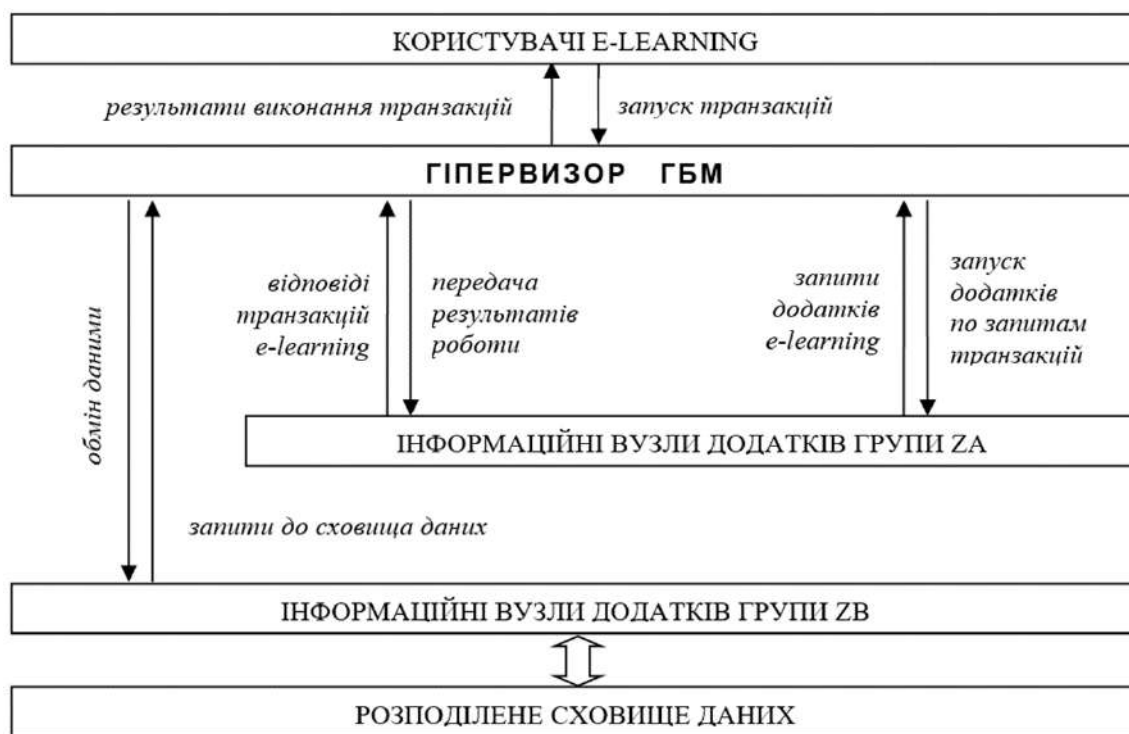 КОРИСТУВАЧІ E-LEARNING
результати виконання транзакцій
запуск транзакцій
ГІПЕРВИЗОР ГБМ
обмін даними
відповіді
транзакцій
e-learning
передача
результатів
роботи
запити
додатків
e-learning
запуск
додатків
по запитам
транзакцій
ІНФОРМАЦІЙНІ ВУЗЛИ ДОДАТКІВ ГРУПИ ZA
запити до сховища даних
ІНФОРМАЦІЙНІ ВУЗЛИ ДОДАТКІВ ГРУПИ ZB
РОЗПОДІЛЕНЕ СХОВИЩЕ ДАНИХ